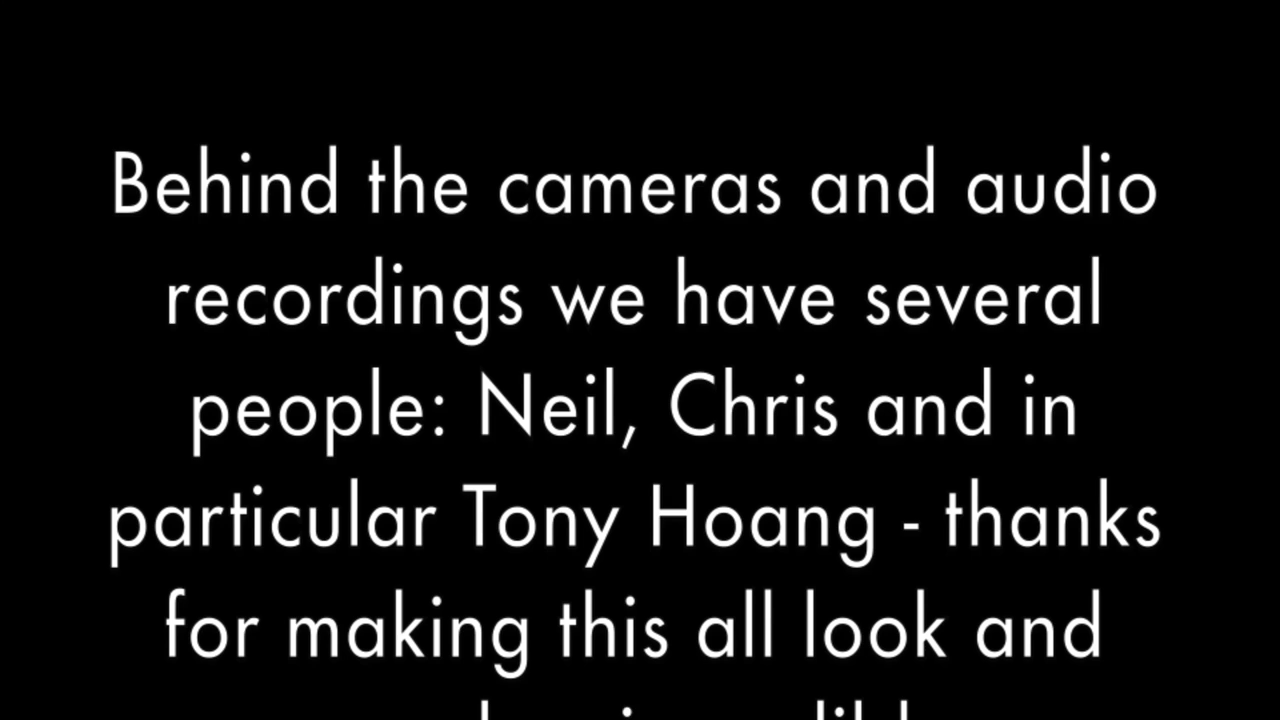 Behind the cameras and audio
recordings we have several
people: Neil, Chris and in
particular Tony Hoang - thanks
for making this all look and